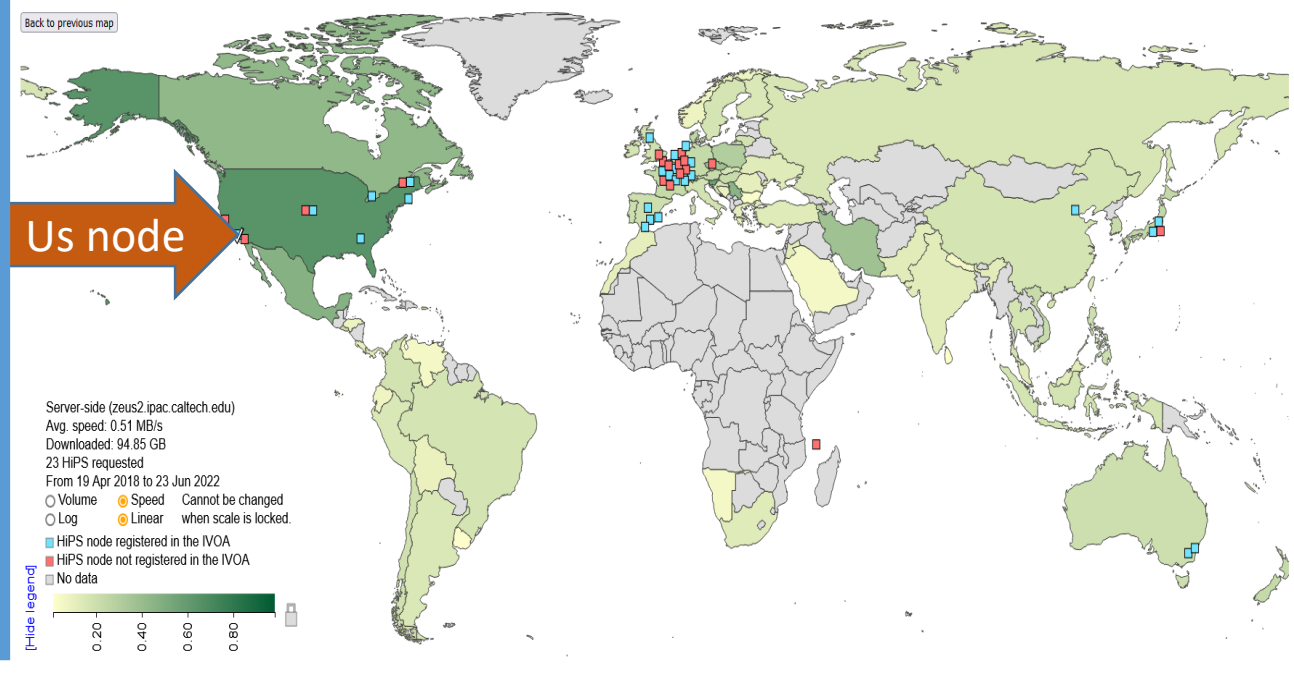 Back to previous map
Us node
Server-side (zeus2.ipac.caltech.edu)
Avg. speed: 0.51 MB/s
Downloaded: 94.85 GB
23 HiPS requested
From 19 Apr 2018 to 23 Jun 2022
Volume Speed Cannot be changed
Log Linear when scale is locked.
HiPS node registered in the IVOA
HiPS node not registered in the IVOA
No data
[Hide legend]
0.20 0.40 0.60 0.80